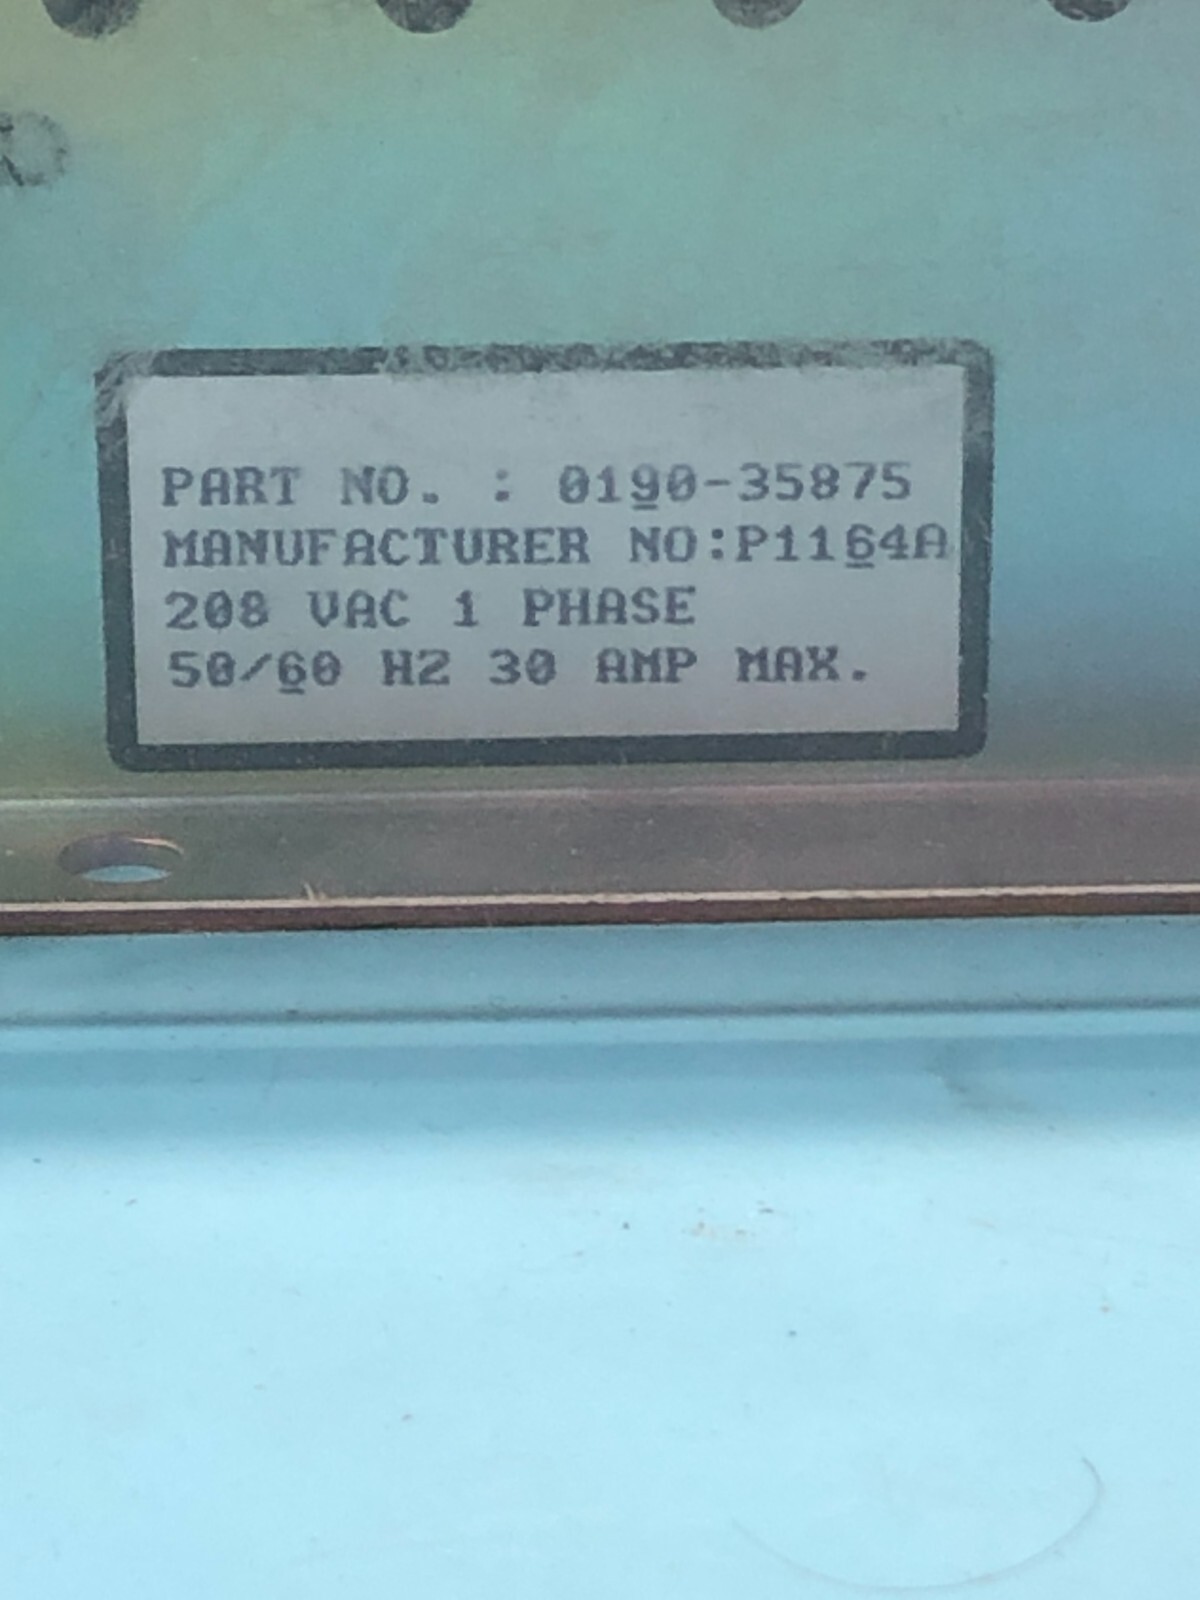 PART NO. : 0190-35875
MANUFACTURER NO:P1164A
208 VAC 1 PHASE
50/60 HZ 30 AMP MAX.